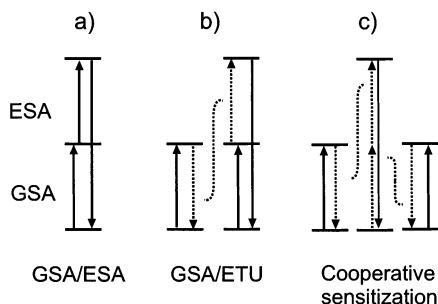 a)
b)
c)
ESA
GSA
GSA/ESA
GSA/ETU
Cooperative
sensitization